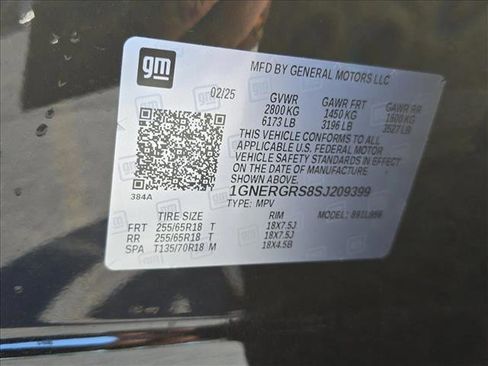 gm
MFD BY GENERAL MOTORS LLC
02/25 GVWR GAWR FRT GAWR RR
2800 KG 1450 KG 1600 KG
6173 LB 3196 LB 3527 LB
THIS VEHICLE CONFORMS TO ALL
APPLICABLE U.S. FEDERAL MOTOR
VEHICLE SAFETY STANDARDS IN
EFFECT ON THE DATE OF MANUFACTURE
SHOWN ABOVE.
384A
1GNERGRS8SJ209399
TYPE: MPV MODEL:
TIRE SIZE RIM
FRT 255/65R18 T 18X7.5J
RR 255/65R18 T 18X7.5J
SPA T135/70R18 M 18X4.5B